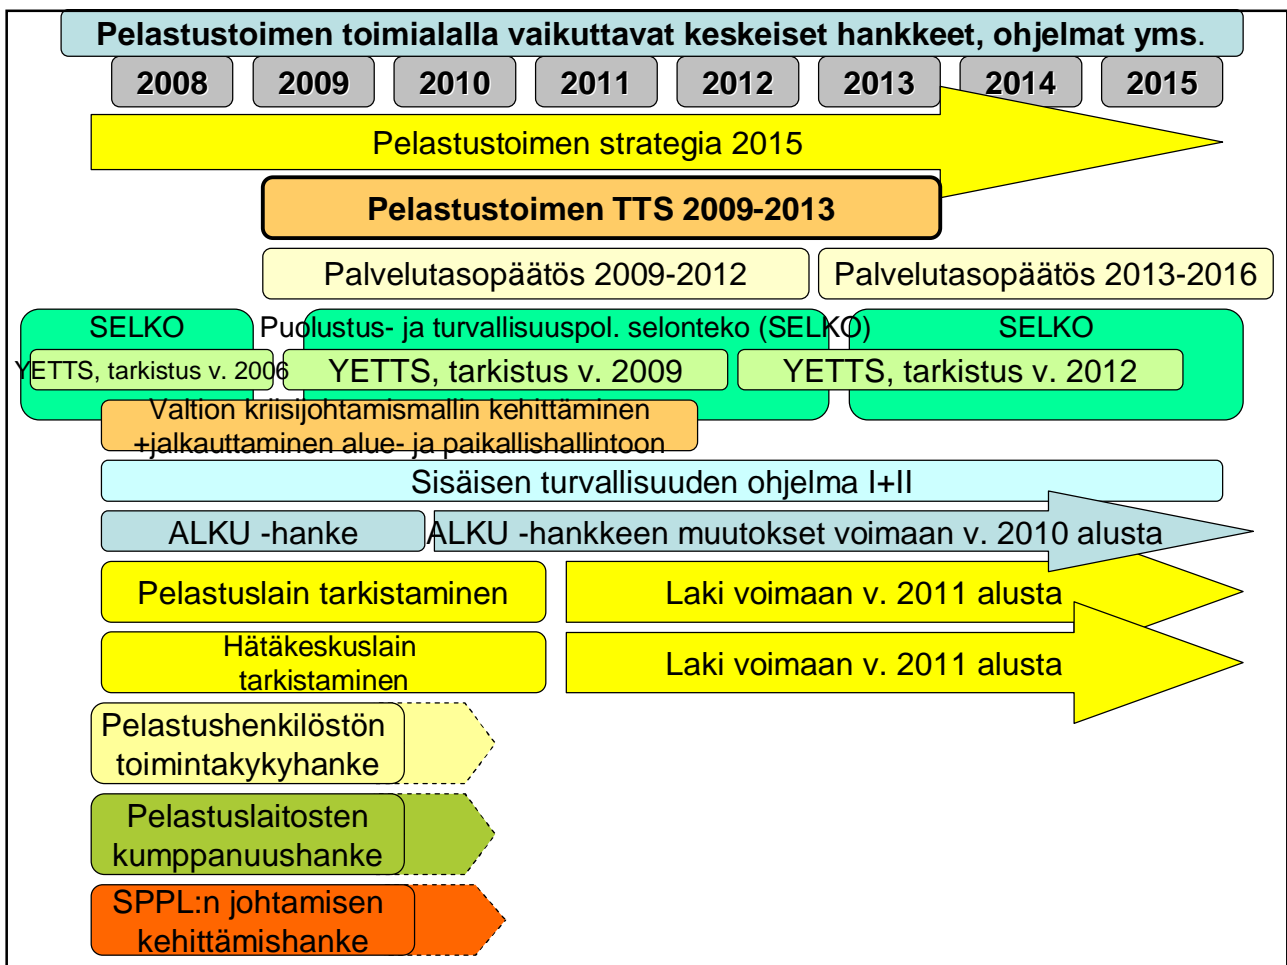 Pelastustoimen toimialalla vaikuttavat keskeiset hankkeet, ohjelmat yms.
2008 2009 2010 2011 2012 2013 2014 2015
Pelastustoimen strategia 2015
Pelastustoimen TTS 2009-2013
Palvelutasopäätös 2009-2012 Palvelutasopäätös 2013-2016
SELKO Puolustus- ja turvallisuuspol. selonteko (SELKO) SELKO
YETTS, tarkistus v. 2006 YETTS, tarkistus v. 2009 YETTS, tarkistus v. 2012
Valtion kriisijohtamismallin kehittäminen
+jalkauttaminen alue- ja paikallishallintoon
Sisäisen turvallisuuden ohjelma I+II
ALKU -hanke ALKU -hankkeen muutokset voimaan v. 2010 alusta
Pelastuslain tarkistaminen Laki voimaan v. 2011 alusta
Hätäkeskuslain
tarkistaminen
Laki voimaan v. 2011 alusta
Pelastushenkilöstön
toimintakykyhanke
Pelastuslaitosten
kumppanuushanke
SPPL:n johtamisen
kehittämishanke